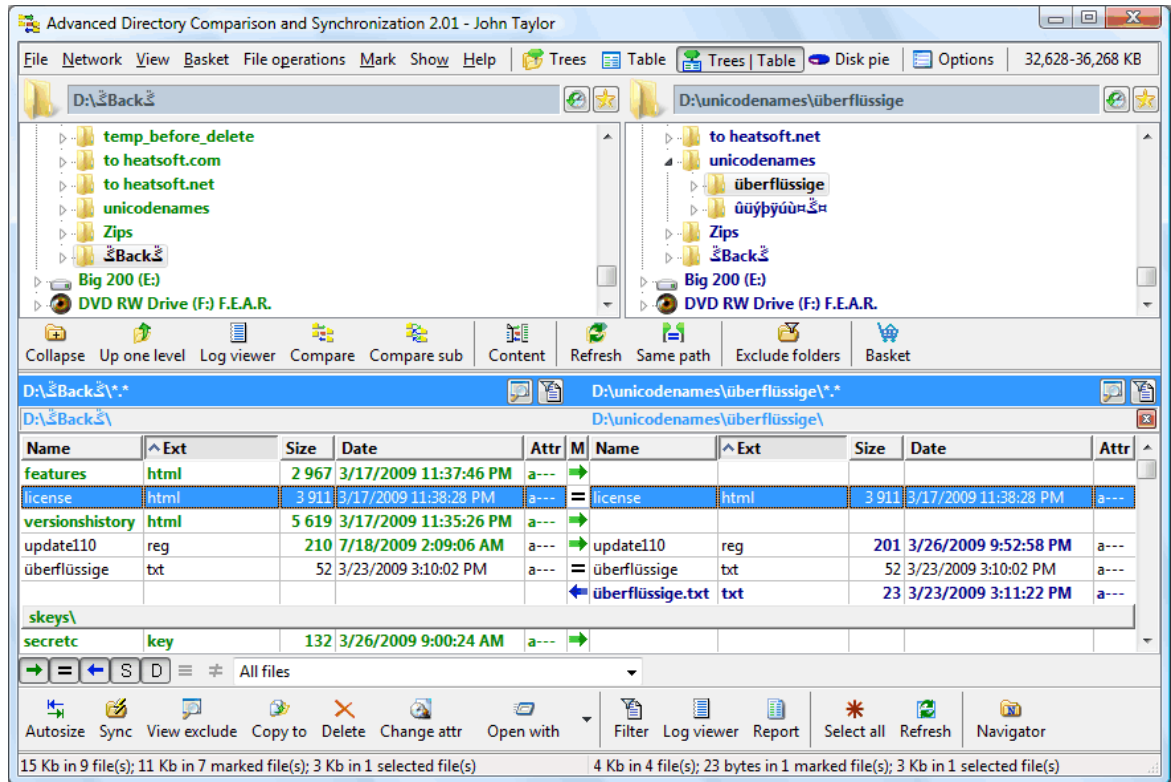 Advanced Directory Comparison and Synchronization 2.01 - John Taylor
File Network View Basket File operations Mark Show Help Trees Table Trees | Table Disk pie Options 32,628-36,268 KB
D:\ݣBackݣ D:\unicodenames\überflüssige
temp_before_delete
to heatsoft.com
to heatsoft.net
unicodenames
Zips
ݣBackݣ
Big 200 (E:)
DVD RW Drive (F:) F.E.A.R.
to heatsoft.net
unicodenames
überflüssige
Zips
ݣBackݣ
Big 200 (E:)
DVD RW Drive (F:) F.E.A.R.
Collapse Up one level Log viewer Compare Compare sub Content Refresh Same path Exclude folders Basket
D:\ݣBackݣ\*.* D:\unicodenames\überflüssige\*.*
D:\ݣBackݣ\ D:\unicodenames\überflüssige\
Name Ext Size Date Attr M Name Ext Size Date Attr
features html 2 967 3/17/2009 11:37:46 PM a---
license html 3 911 3/17/2009 11:38:28 PM a--- = license html 3 911 3/17/2009 11:38:28 PM a---
versionshistory html 5 619 3/17/2009 11:35:26 PM a---
update110 reg 210 7/18/2009 2:09:06 AM a--- update110 reg 201 3/26/2009 9:52:58 PM a---
überflüssige txt 52 3/23/2009 3:10:02 PM a--- = überflüssige txt 52 3/23/2009 3:10:02 PM a---
überflüssige.txt txt 23 3/23/2009 3:11:22 PM a---
skeys\
secretc key 132 3/26/2009 9:00:24 AM a---
= S D ≡ ≠ All files
Autosize Sync View exclude Copy to Delete Change attr Open with Filter Log viewer Report Select all Refresh Navigator
15 Kb in 9 file(s); 11 Kb in 7 marked file(s); 3 Kb in 1 selected file(s) 4 Kb in 4 file(s); 23 bytes in 1 marked file(s); 3 Kb in 1 selected file(s)